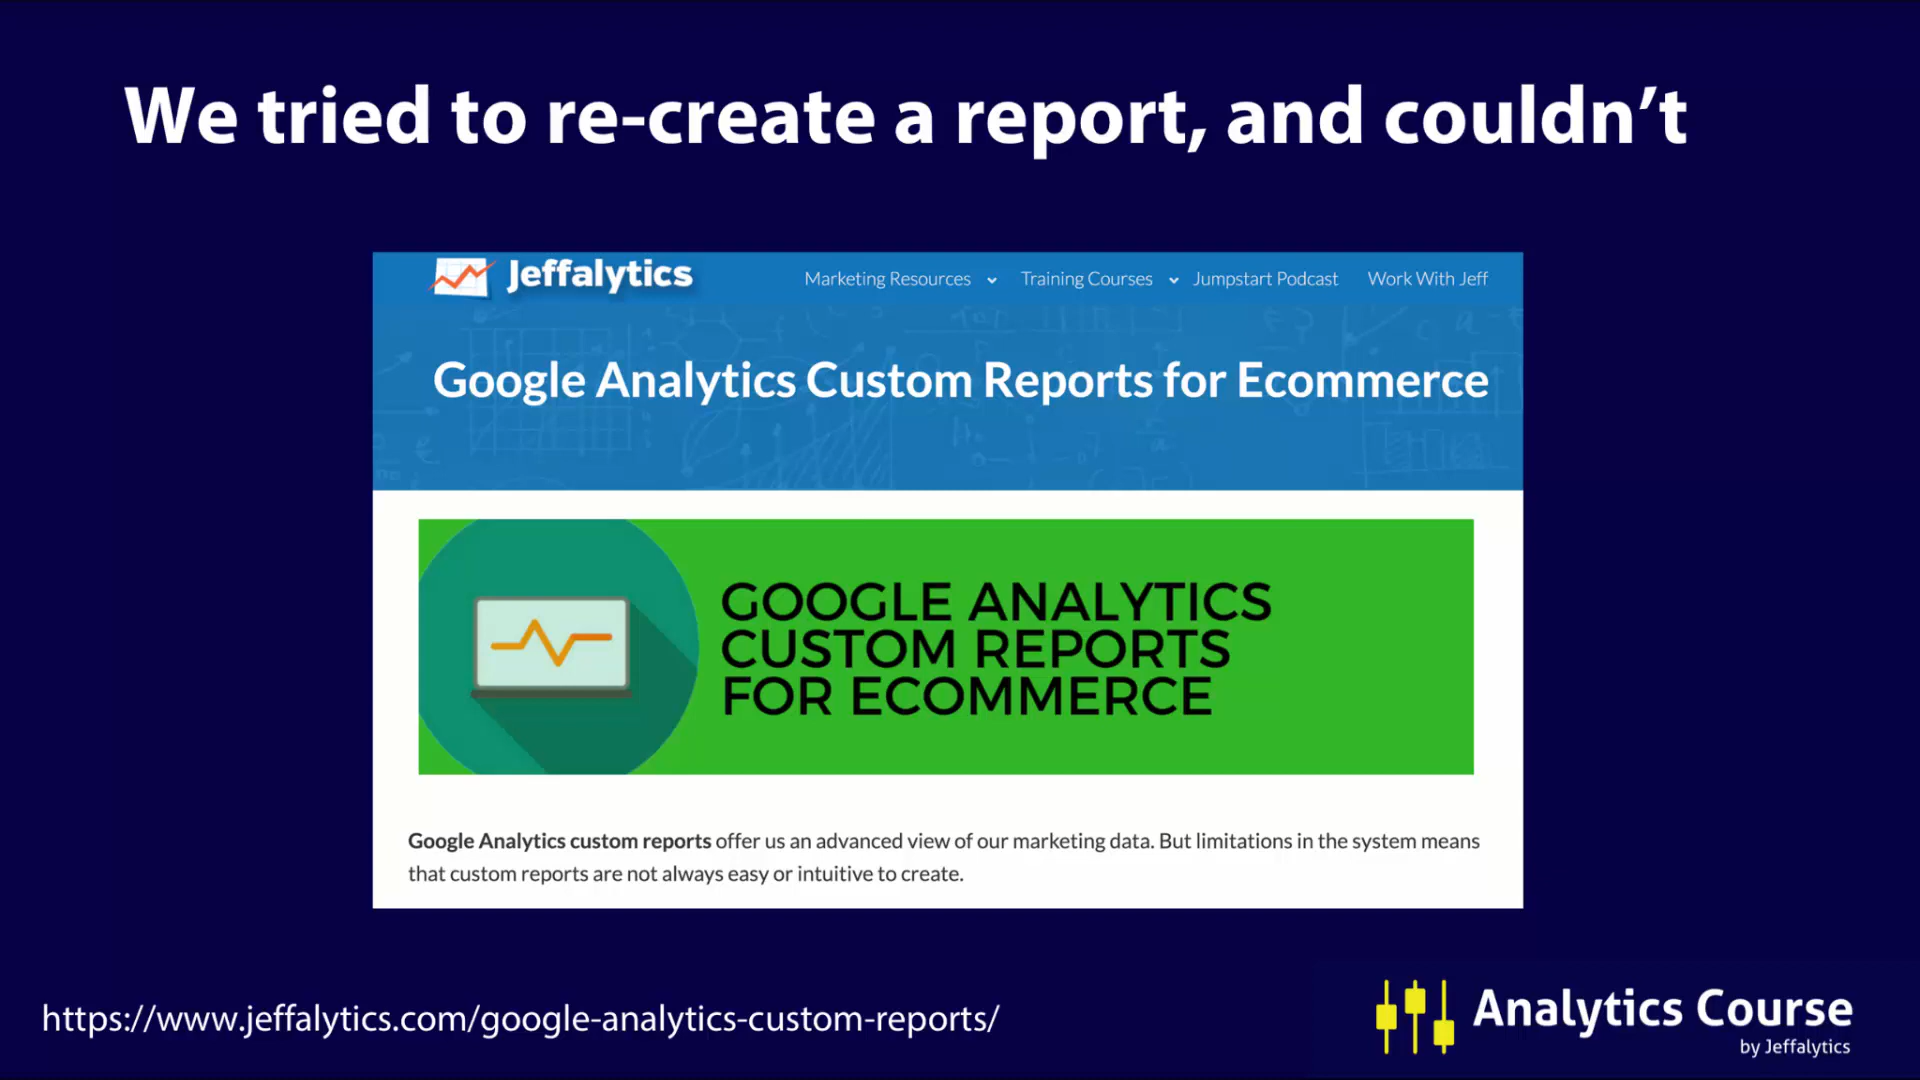 We tried to re-create a report, and couldn’t
Jeffalytics
Marketing Resources Training Courses Jumpstart Podcast Work With Jeff
Google Analytics Custom Reports for Ecommerce
GOOGLE ANALYTICS
CUSTOM REPORTS
FOR ECOMMERCE
Google Analytics custom reports offer us an advanced view of our marketing data. But limitations in the system means
that custom reports are not always easy or intuitive to create.
https://www.jeffalytics.com/google-analytics-custom-reports/
Analytics Course
by Jeffalytics